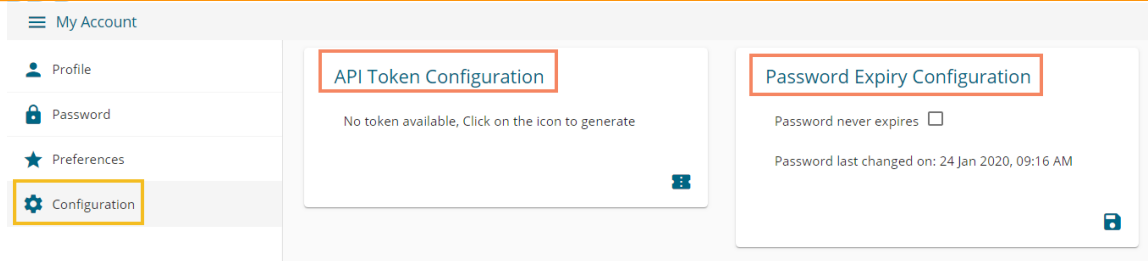 My Account
Profile
Password
Preferences
Configuration
API Token Configuration
No token available, Click on the icon to generate
Password Expiry Configuration
Password never expires
Password last changed on: 24 Jan 2020, 09:16 AM